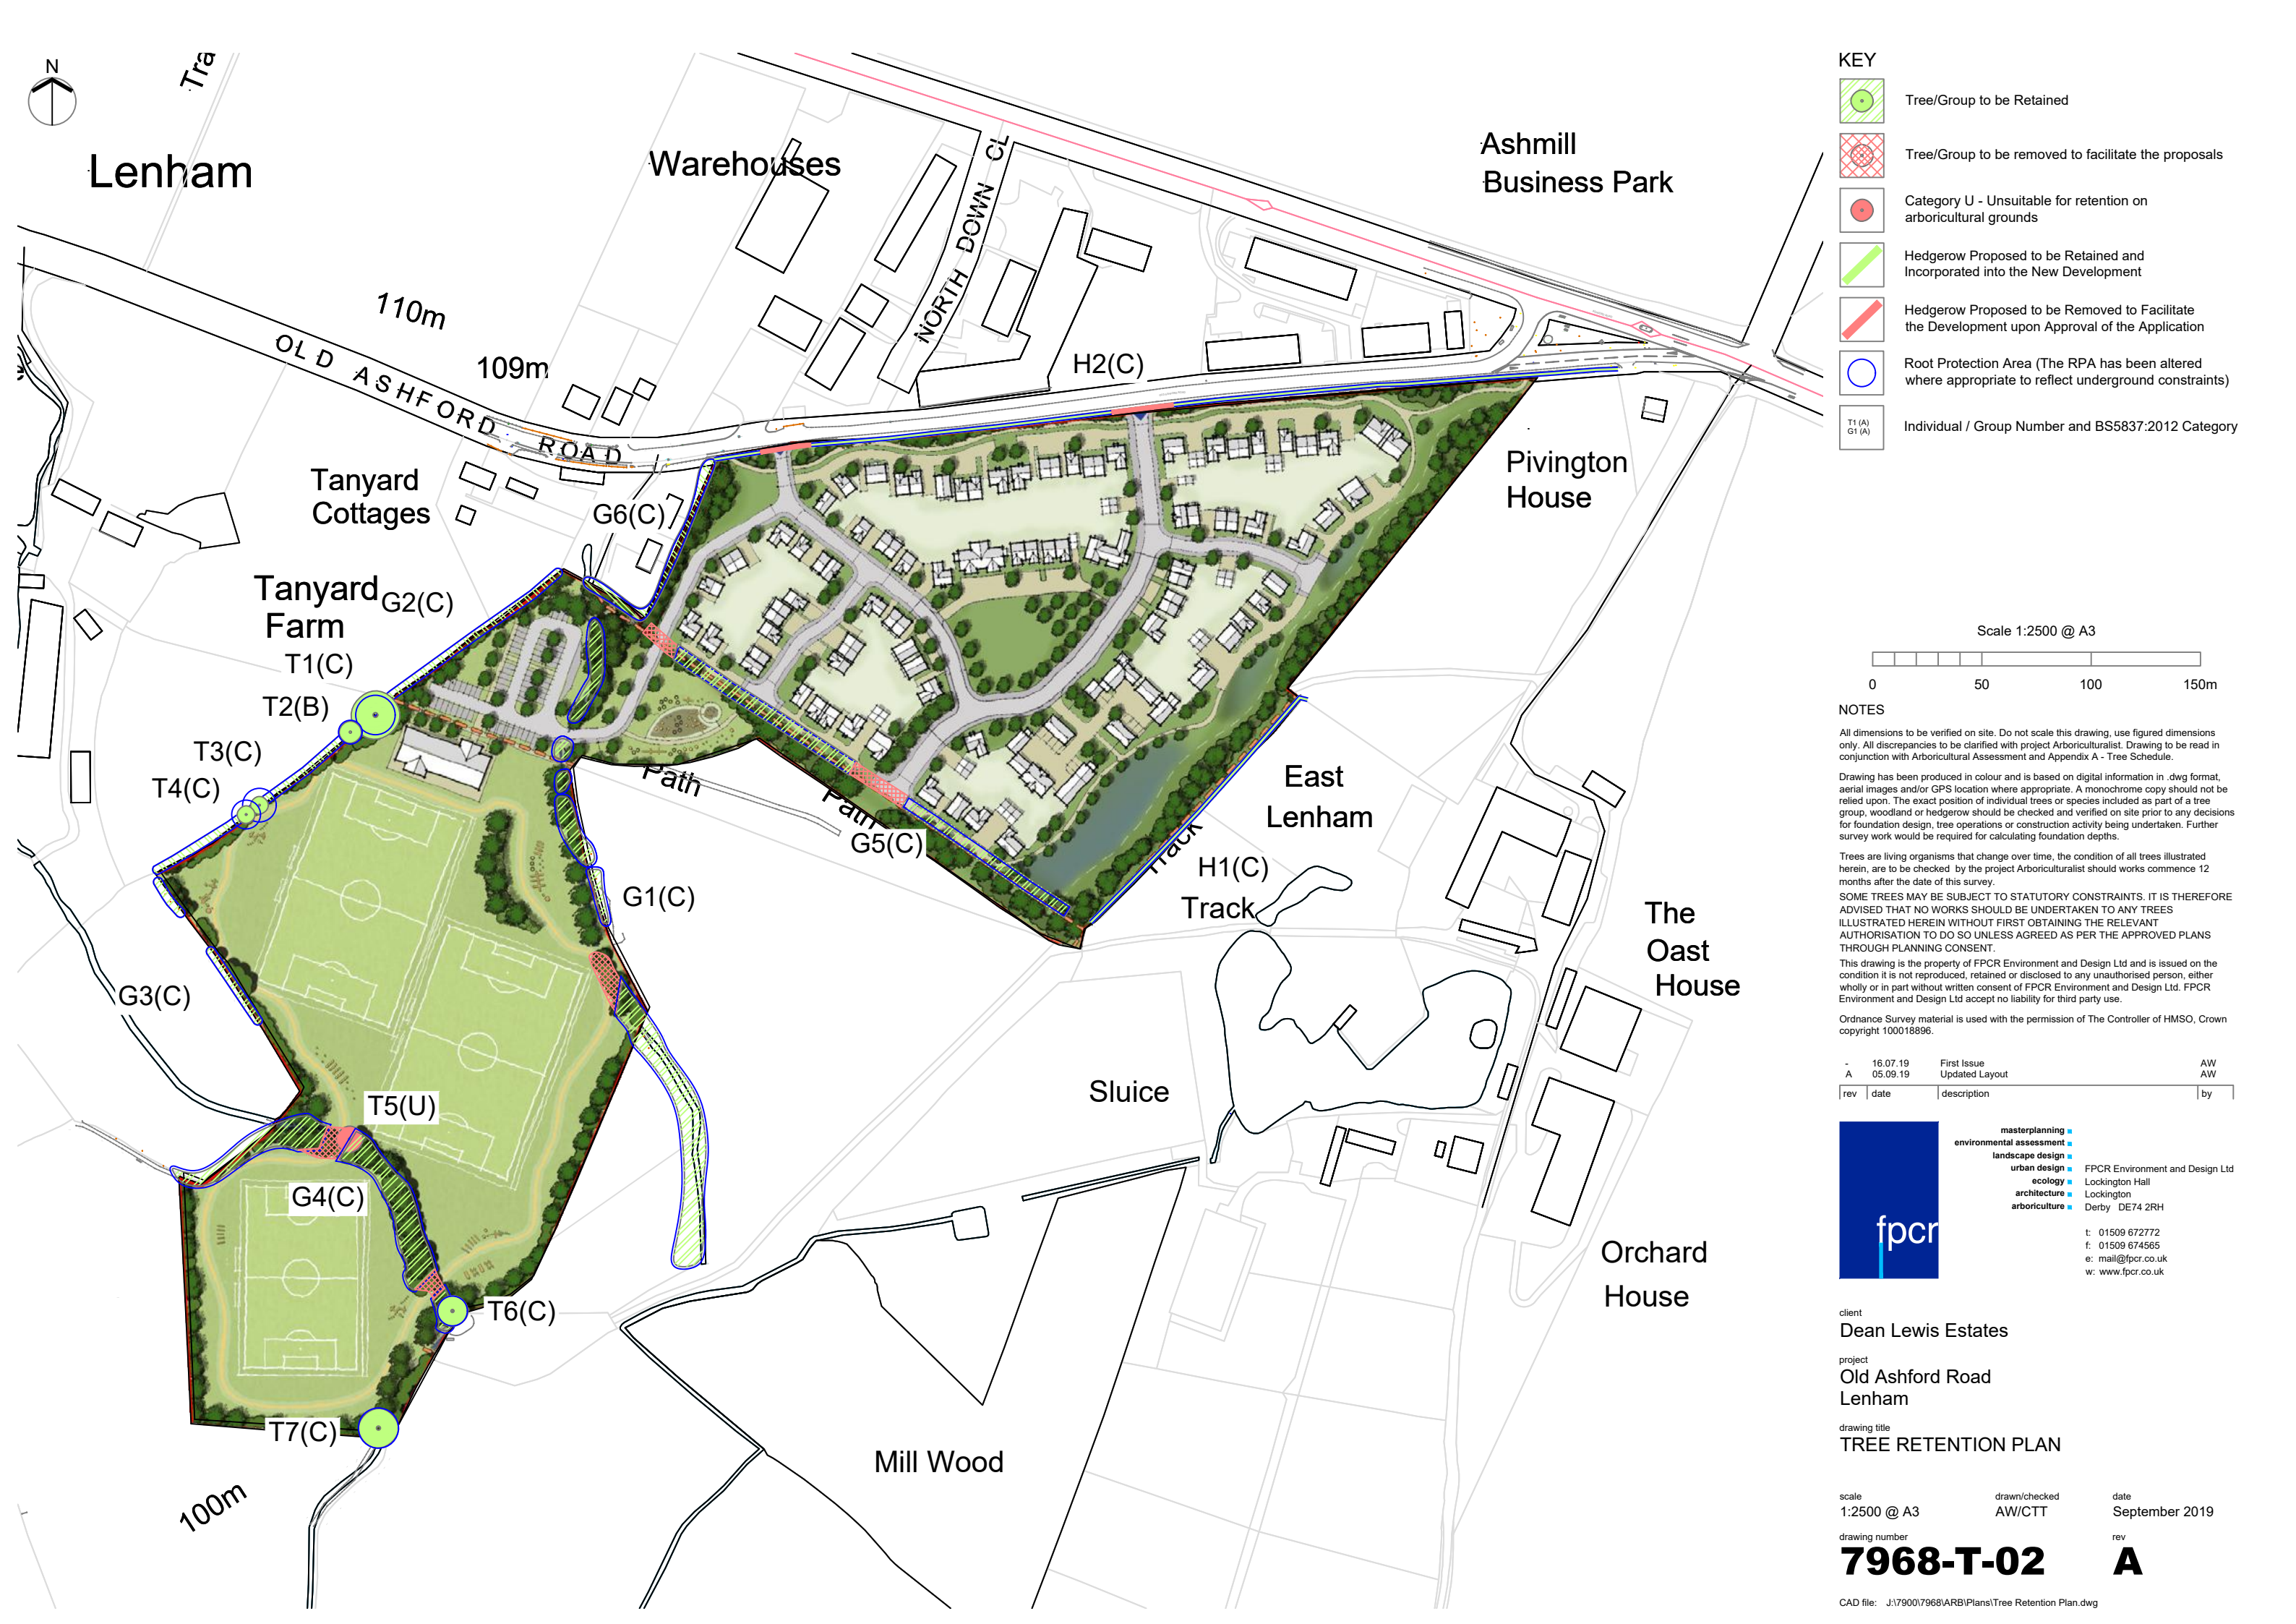 N
Tra
Lenham
Warehouses
NORTH DOWN CL
Ashmill
Business Park
110m
109m
OLD ASHFORD ROAD
H2(C)
Tanyard
Cottages
G6(C)
Pivington
House
Tanyard
Farm
G2(C)
T1(C)
T2(B)
T3(C)
T4(C)
Path
Path
G5(C)
East
Lenham
Track
H1(C)
Track
G1(C)
The
Oast
House
G3(C)
T5(U)
Sluice
G4(C)
T6(C)
Orchard
House
T7(C)
Mill Wood
100m
KEY
Tree/Group to be Retained
Tree/Group to be removed to facilitate the proposals
Category U - Unsuitable for retention on
arboricultural grounds
Hedgerow Proposed to be Retained and
Incorporated into the New Development
Hedgerow Proposed to be Removed to Facilitate
the Development upon Approval of the Application
Root Protection Area (The RPA has been altered
where appropriate to reflect underground constraints)
T1 (A)
G1 (A)
Individual / Group Number and BS5837:2012 Category
Scale 1:2500 @ A3
0 50 100 150m
NOTES
All dimensions to be verified on site. Do not scale this drawing, use figured dimensions
only. All discrepancies to be clarified with project Arboriculturalist. Drawing to be read in
conjunction with Arboricultural Assessment and Appendix A - Tree Schedule.
Drawing has been produced in colour and is based on digital information in .dwg format,
aerial images and/or GPS location where appropriate. A monochrome copy should not be
relied upon. The exact position of individual trees or species included as part of a tree
group, woodland or hedgerow should be checked and verified on site prior to any decisions
for foundation design, tree operations or construction activity being undertaken. Further
survey work would be required for calculating foundation depths.
Trees are living organisms that change over time, the condition of all trees illustrated
herein, are to be checked by the project Arboriculturalist should works commence 12
months after the date of this survey.
SOME TREES MAY BE SUBJECT TO STATUTORY CONSTRAINTS. IT IS THEREFORE
ADVISED THAT NO WORKS SHOULD BE UNDERTAKEN TO ANY TREES
ILLUSTRATED HEREIN WITHOUT FIRST OBTAINING THE RELEVANT
AUTHORISATION TO DO SO UNLESS AGREED AS PER THE APPROVED PLANS
THROUGH PLANNING CONSENT.
This drawing is the property of FPCR Environment and Design Ltd and is issued on the
condition it is not reproduced, retained or disclosed to any unauthorised person, either
wholly or in part without written consent of FPCR Environment and Design Ltd. FPCR
Environment and Design Ltd accept no liability for third party use.
Ordnance Survey material is used with the permission of The Controller of HMSO, Crown
copyright 100018896.
- 16.07.19 First Issue AW
A 05.09.19 Updated Layout AW
rev date description by
fpcr
masterplanning
environmental assessment
landscape design
urban design
ecology
architecture
arboriculture
FPCR Environment and Design Ltd
Lockington Hall
Lockington
Derby DE74 2RH
t: 01509 672772
f: 01509 674565
e: mail@fpcr.co.uk
w: www.fpcr.co.uk
client
Dean Lewis Estates
project
Old Ashford Road
Lenham
drawing title
TREE RETENTION PLAN
scale drawn/checked date
1:2500 @ A3 AW/CTT September 2019
drawing number rev
7968-T-02 A
CAD file: J:\7900\7968\ARB\Plans\Tree Retention Plan.dwg